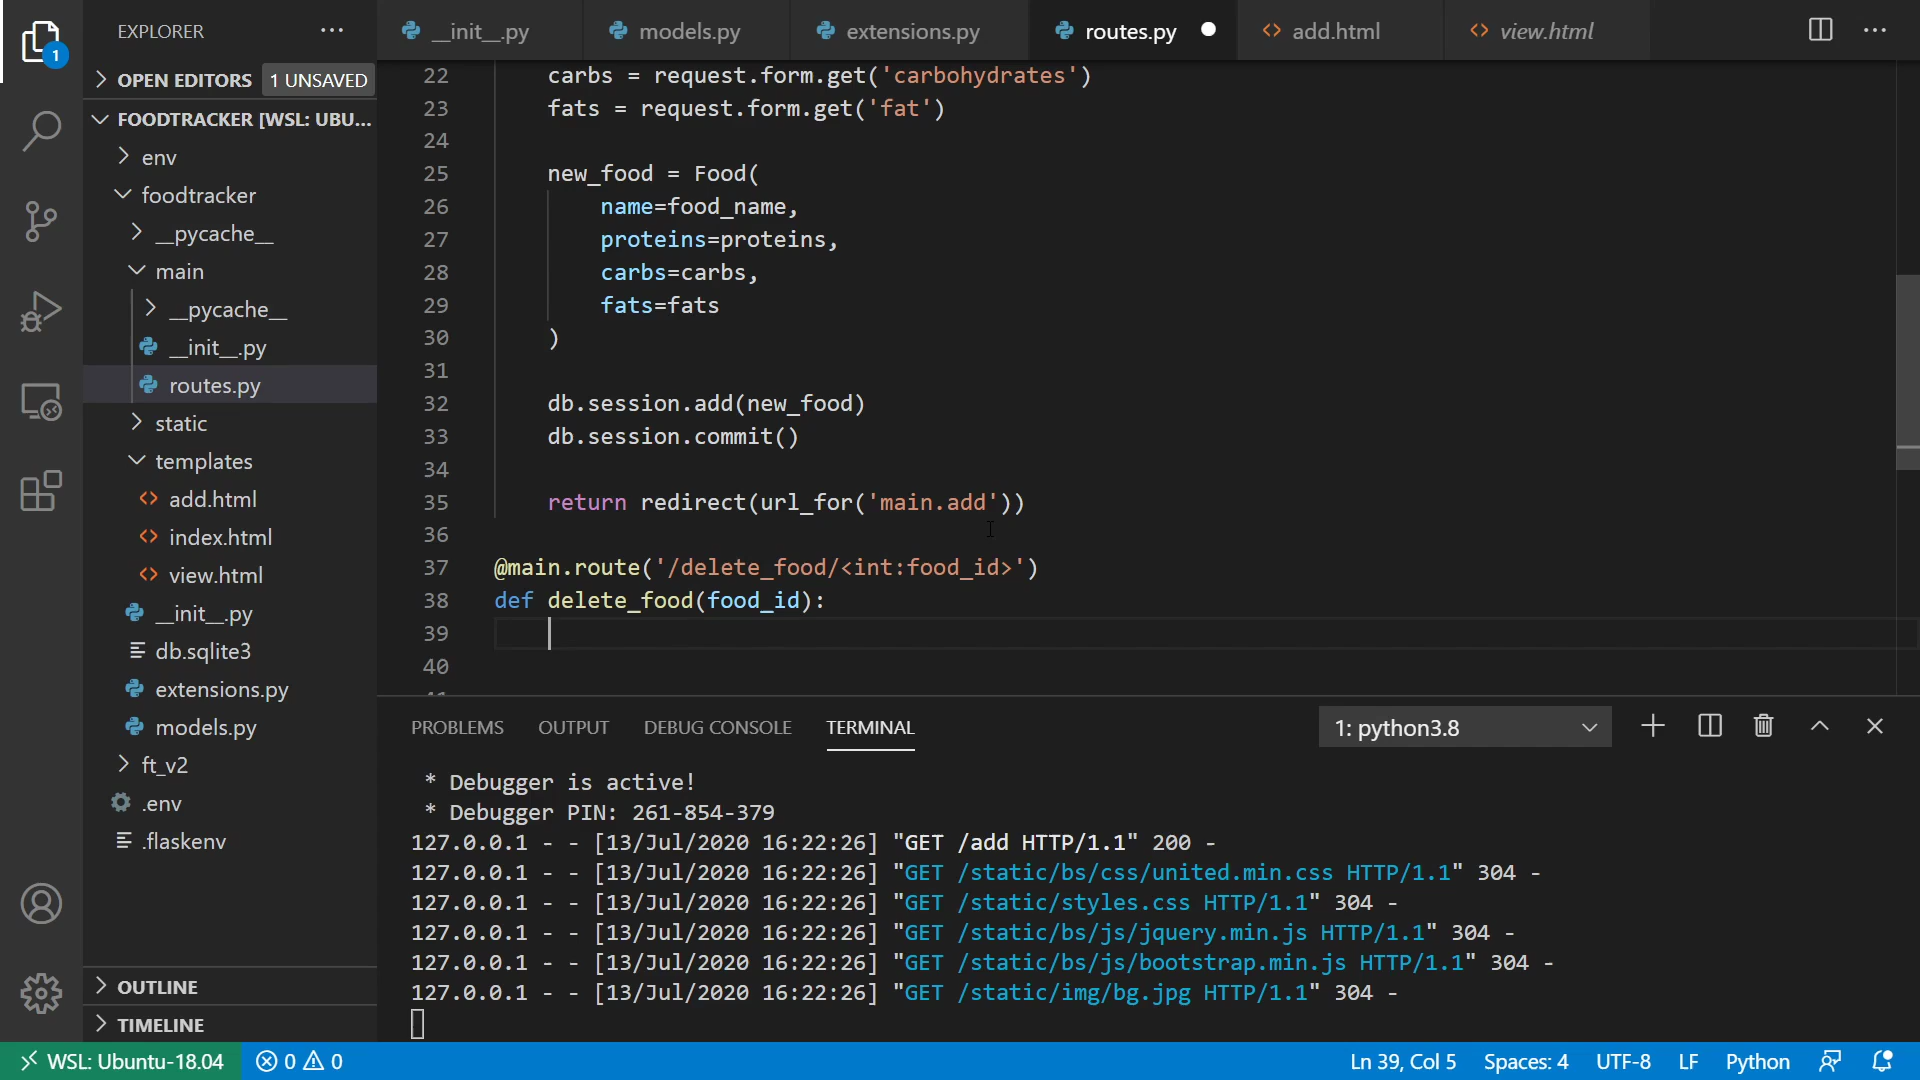 EXPLORER
OPEN EDITORS 1 UNSAVED
FOODTRACKER [WSL: UBU...
env
foodtracker
__pycache__
main
__pycache__
__init__.py
routes.py
static
templates
add.html
index.html
view.html
__init__.py
db.sqlite3
extensions.py
models.py
ft_v2
.env
.flaskenv
OUTLINE
TIMELINE
1
__init__.py models.py extensions.py routes.py add.html view.html
22 carbs = request.form.get('carbohydrates')
23 fats = request.form.get('fat')
24
25 new_food = Food(
26 name=food_name,
27 proteins=proteins,
28 carbs=carbs,
29 fats=fats
30 )
31
32 db.session.add(new_food)
33 db.session.commit()
34
35 return redirect(url_for('main.add'))
36
37 @main.route('/delete_food/<int:food_id>')
38 def delete_food(food_id):
39
40
PROBLEMS OUTPUT DEBUG CONSOLE TERMINAL 1: python3.8
* Debugger is active!
* Debugger PIN: 261-854-379
127.0.0.1 - - [13/Jul/2020 16:22:26] "GET /add HTTP/1.1" 200 -
127.0.0.1 - - [13/Jul/2020 16:22:26] "GET /static/bs/css/united.min.css HTTP/1.1" 304 -
127.0.0.1 - - [13/Jul/2020 16:22:26] "GET /static/styles.css HTTP/1.1" 304 -
127.0.0.1 - - [13/Jul/2020 16:22:26] "GET /static/bs/js/jquery.min.js HTTP/1.1" 304 -
127.0.0.1 - - [13/Jul/2020 16:22:26] "GET /static/bs/js/bootstrap.min.js HTTP/1.1" 304 -
127.0.0.1 - - [13/Jul/2020 16:22:26] "GET /static/img/bg.jpg HTTP/1.1" 304 -
WSL: Ubuntu-18.04 0 0 Ln 39, Col 5 Spaces: 4 UTF-8 LF Python